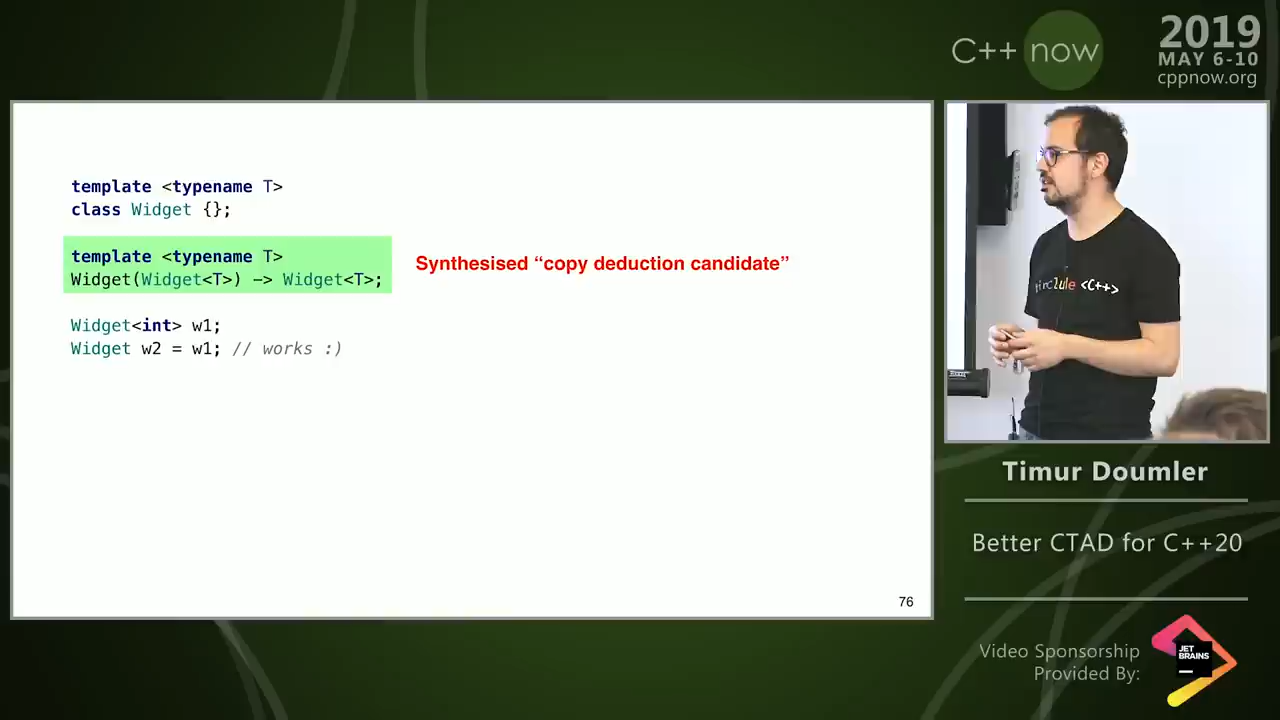 C++ now
2019
MAY 6-10
cppnow.org
template <typename T>
class Widget {};
template <typename T>
Widget(Widget<T>) -> Widget<T>;
Synthesised “copy deduction candidate”
Widget<int> w1;
Widget w2 = w1; // works :)
76
#include <C++>
Timur Doumler
Better CTAD for C++20
Video Sponsorship
Provided By:
JET
BRAINS